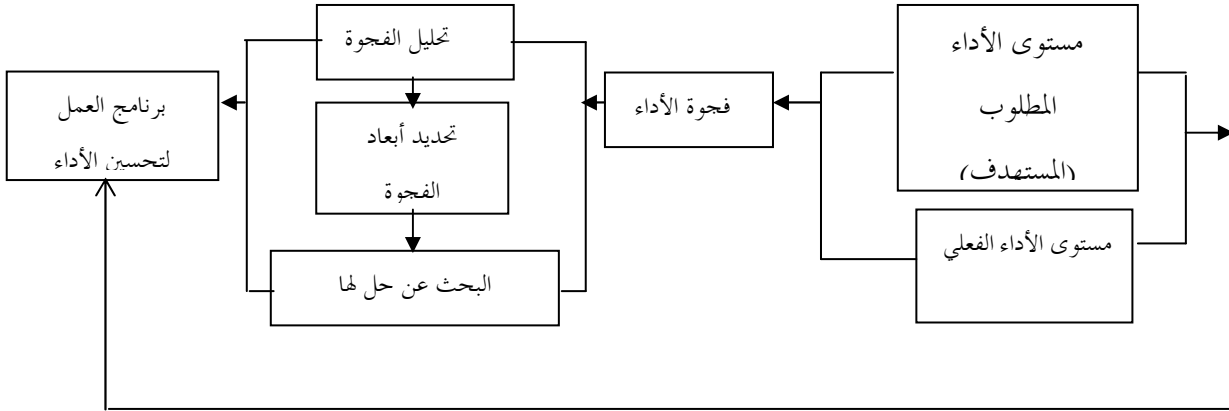 مستوى الأداء
المطلوب
(المستهدف)
مستوى الأداء الفعلي
فجوة الأداء
تحليل الفجوة
تحديد أبعاد
الفجوة
البحث عن حل لها
برنامج العمل
لتحسين الأداء